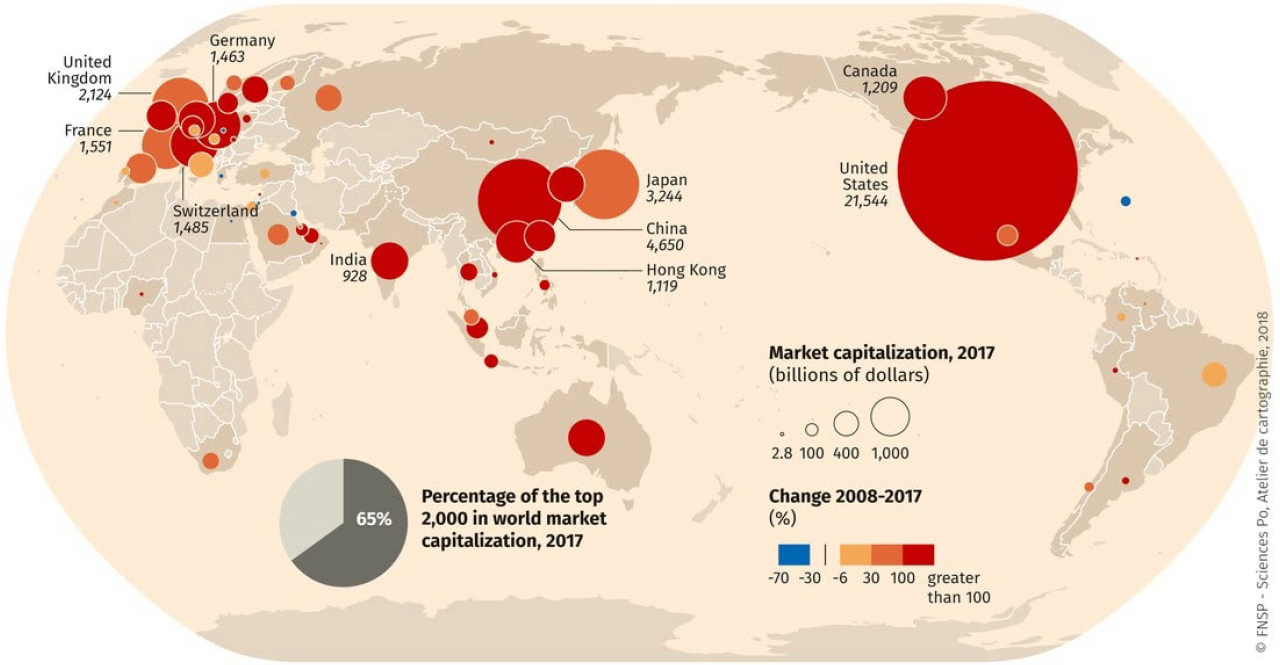 Germany
1,463
United
Kingdom
2,124
France
1,551
Switzerland
1,485
India
928
Japan
3,244
China
4,650
Hong Kong
1,119
Canada
1,209
United
States
21,544
Market capitalization, 2017
(billions of dollars)
2.8 100 400 1,000
Change 2008-2017
(%)
-70 -30 -6 30 100 greater
than 100
65%
Percentage of the top
2,000 in world market
capitalization, 2017
© FNSP - Sciences Po, Atelier de cartographie, 2018